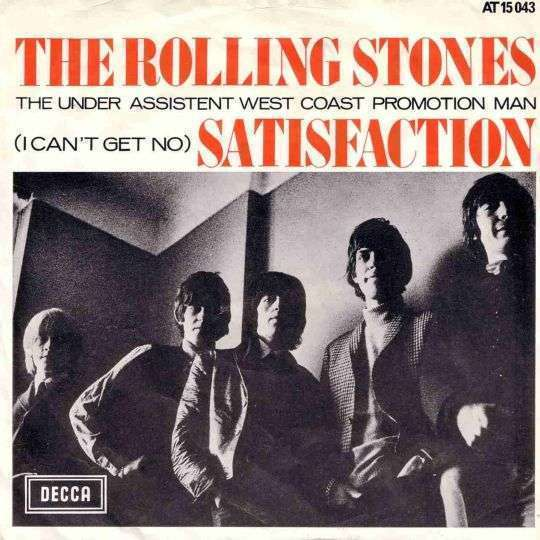 AT 15 043
THE ROLLING STONES
THE UNDER ASSISTENT WEST COAST PROMOTION MAN
(I CAN'T GET NO) SATISFACTION
DECCA